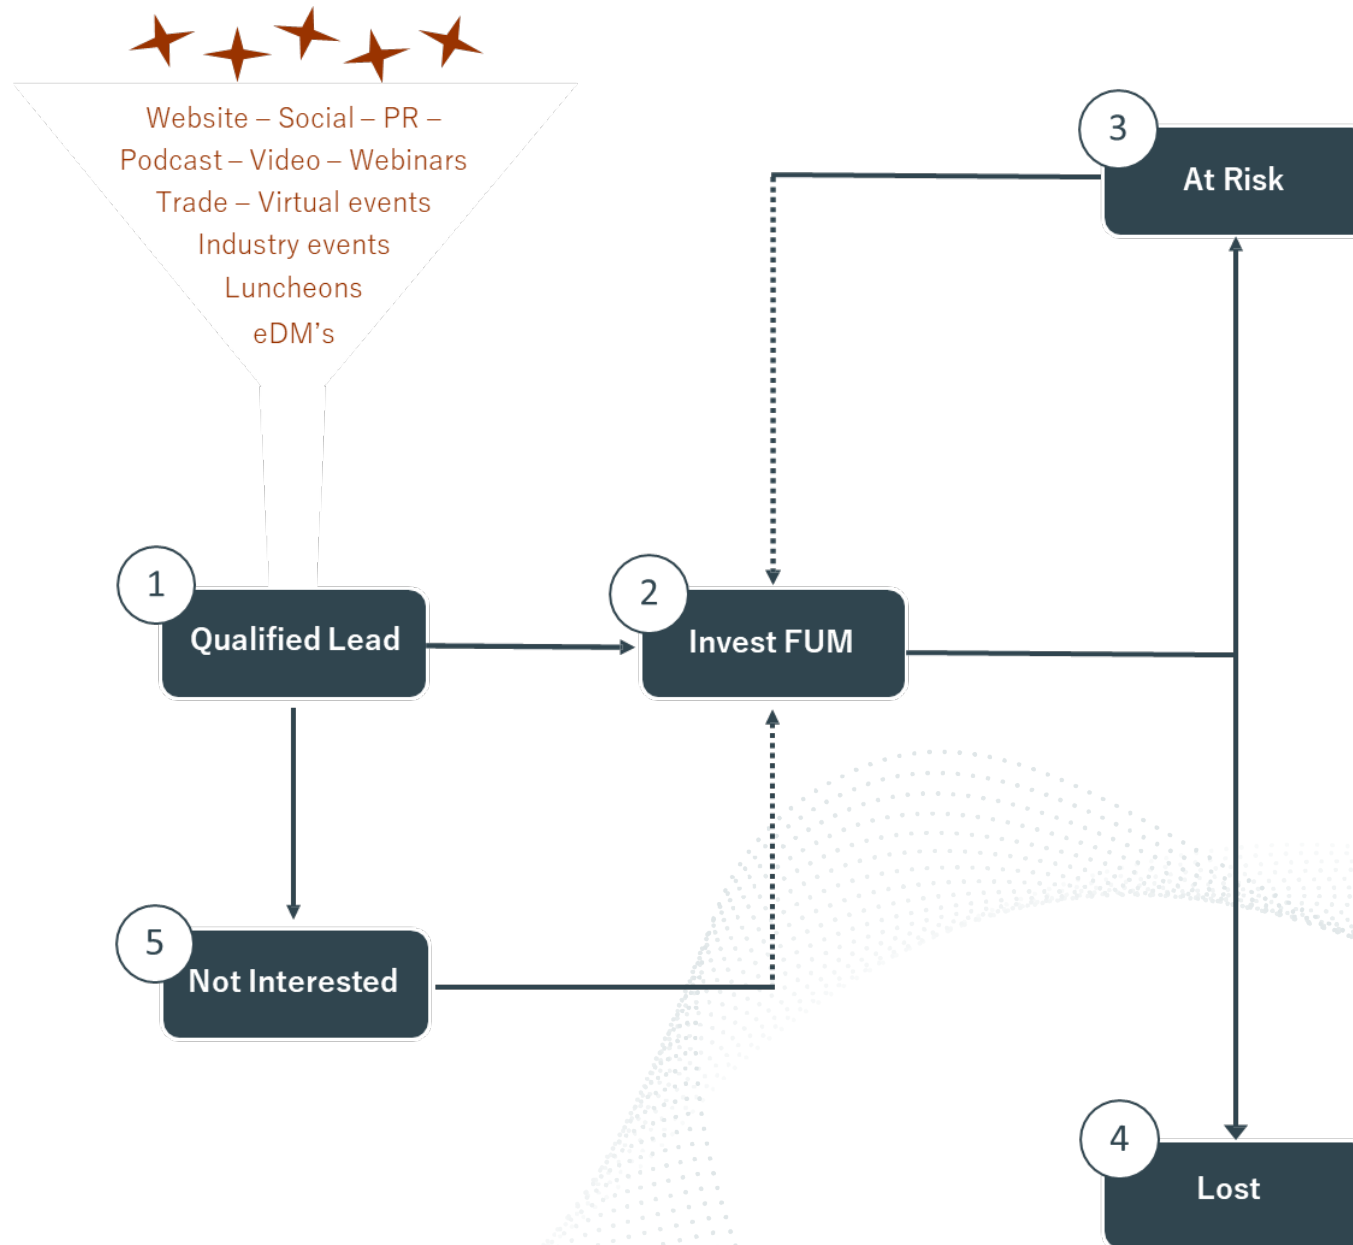 Website – Social – PR –
Podcast – Video – Webinars
Trade – Virtual events
Industry events
Luncheons
eDM's
3
At Risk
1
Qualified Lead
2
Invest FUM
5
Not Interested
4
Lost